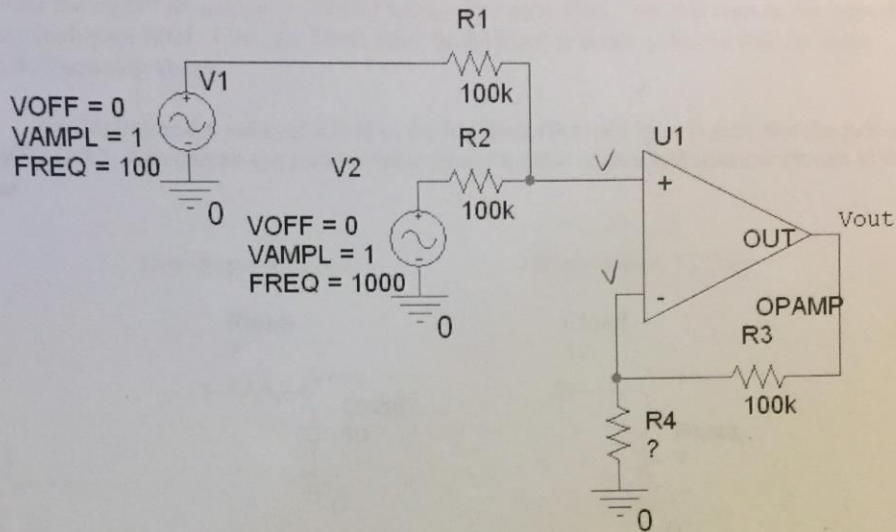 R1
V1
100k
VOFF = 0
VAMPL = 1
FREQ = 100
R2
U1
V2
V
+
0
100k
VOFF = 0
VAMPL = 1
FREQ = 1000
OUT
Vout
V
-
OPAMP
0
R3
100k
R4
?
0